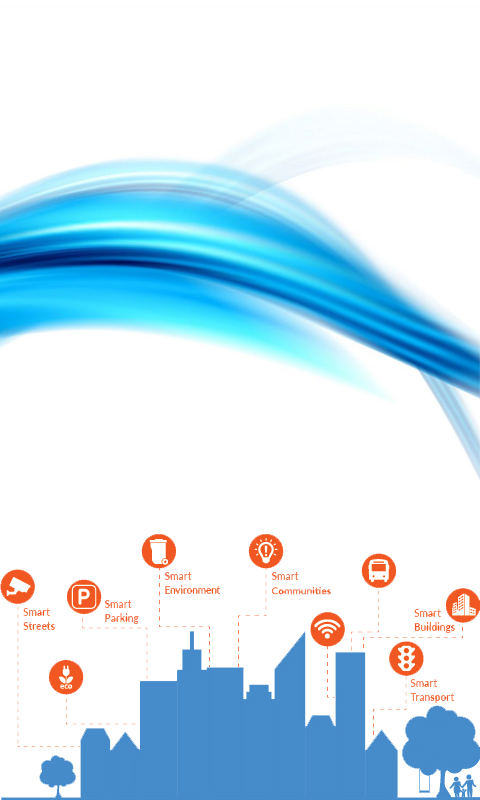 Smart
Environment
Smart
Communities
Smart
Streets
P
Smart
Parking
Smart
Buildings
eco
Smart
Transport